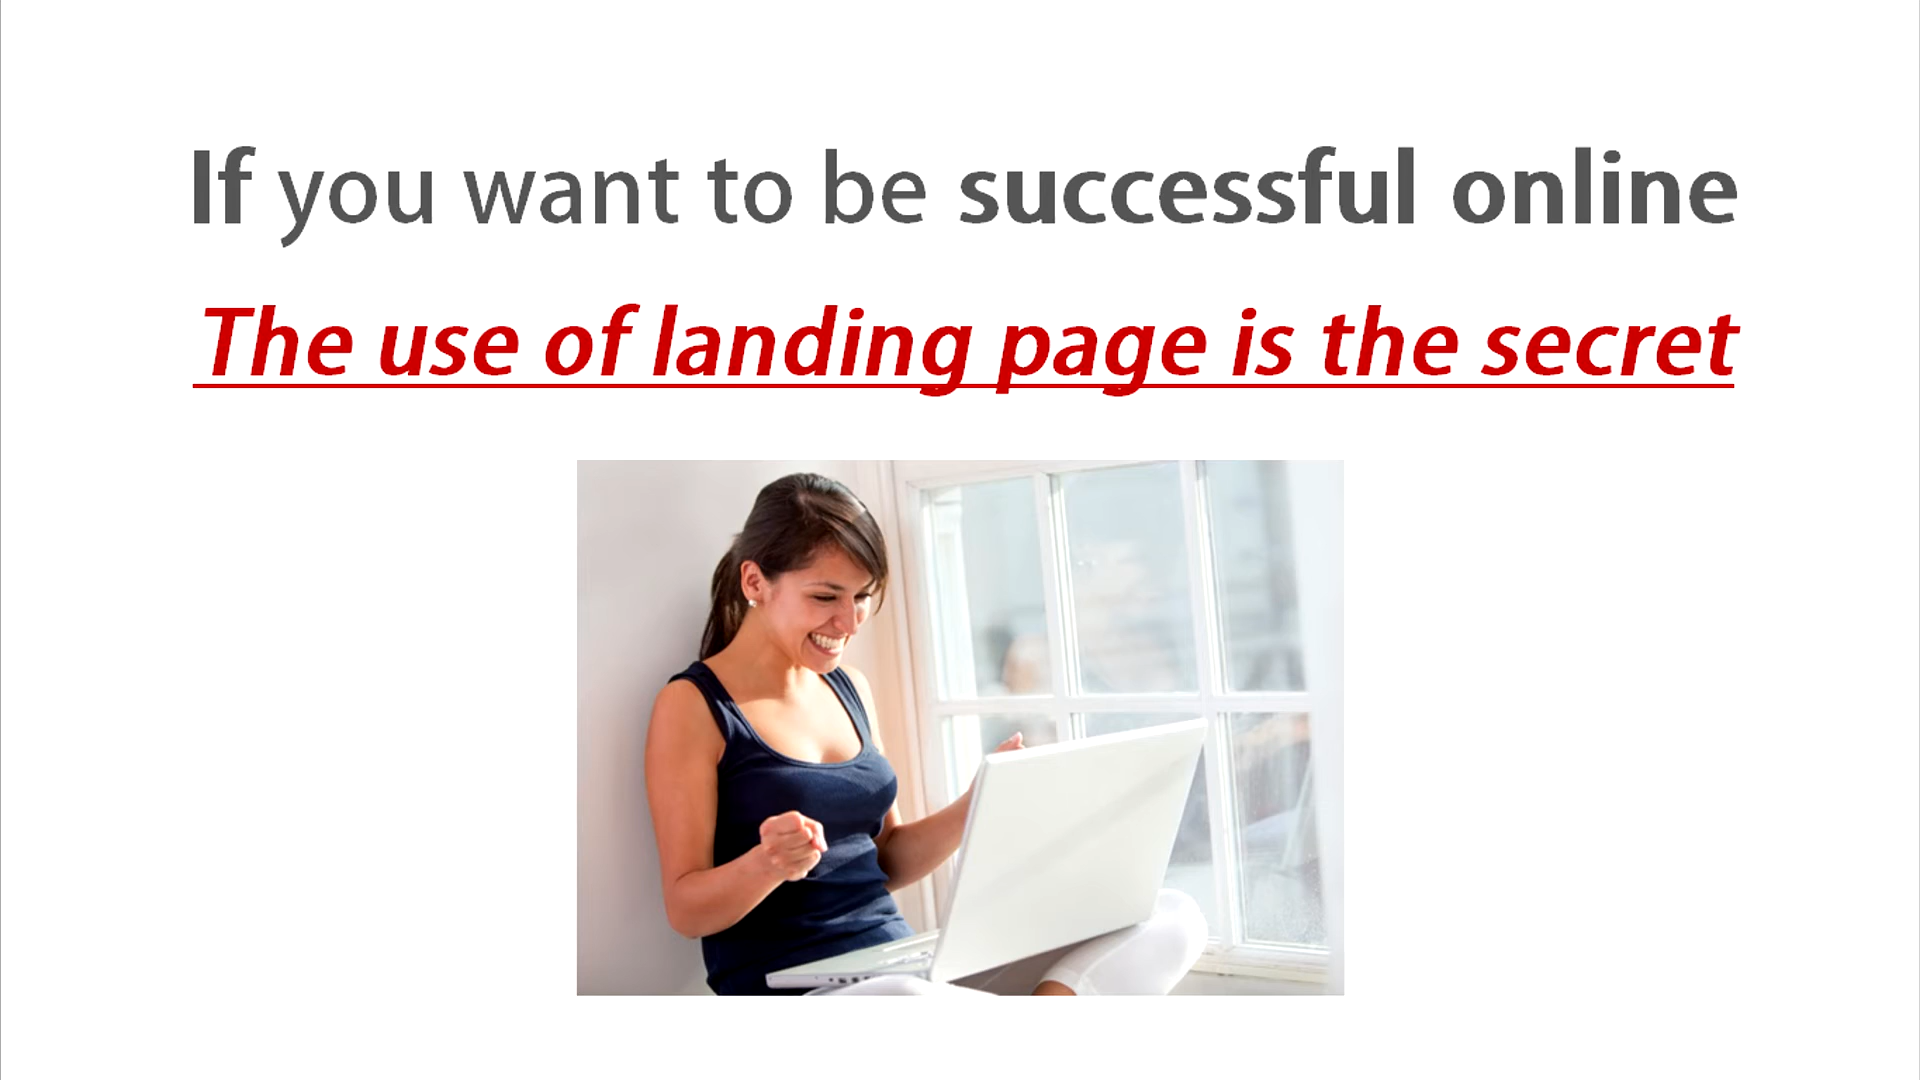 If you want to be successful online
The use of landing page is the secret